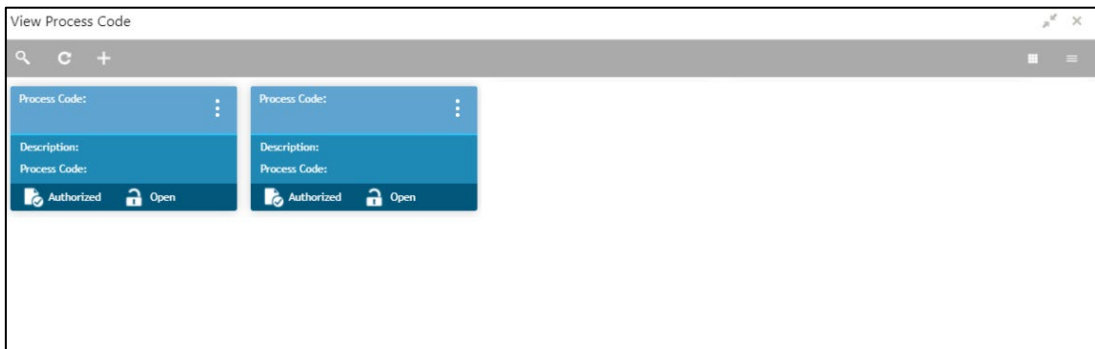 View Process Code
Process Code:
Description:
Process Code:
Authorized Open
Process Code:
Description:
Process Code:
Authorized Open